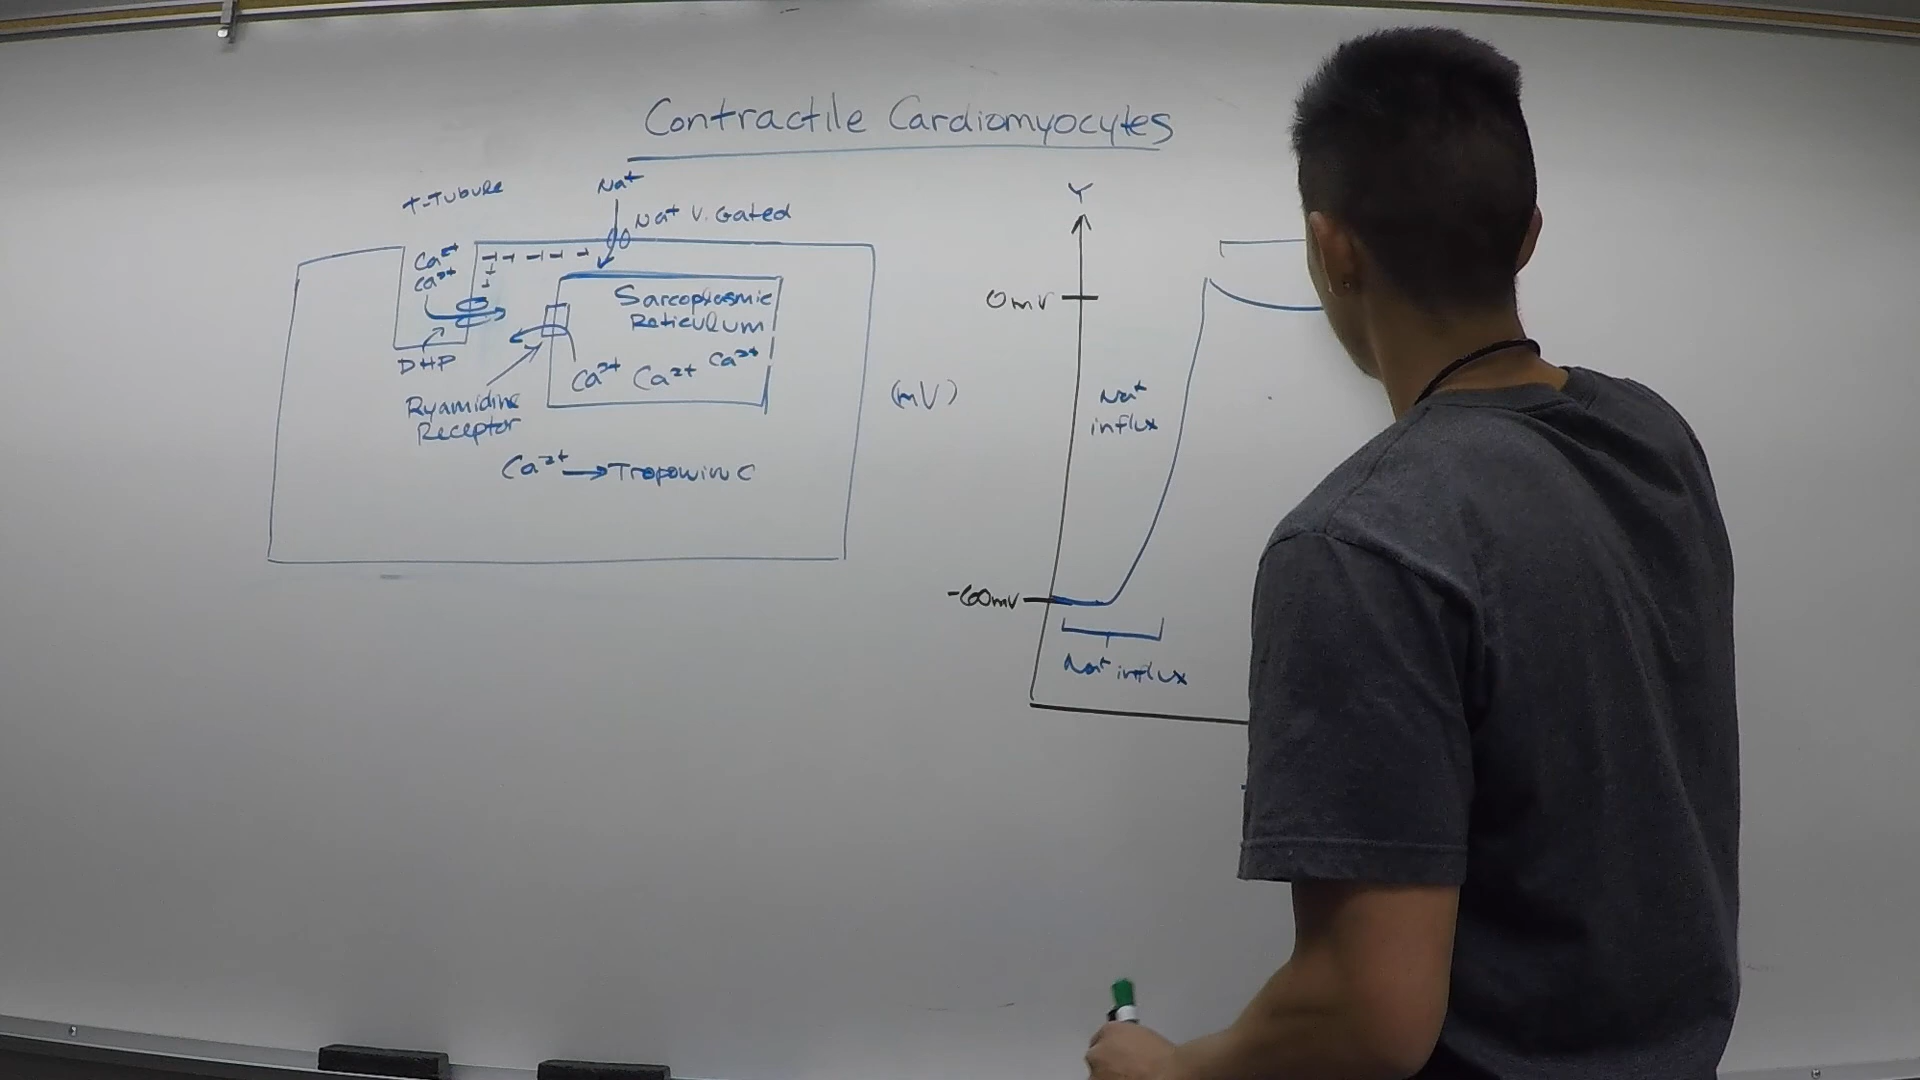 Contractile Cardiomyocytes
T-Tubule
Na+
Na+ V. Gated
Ca2+
Ca2+
DHP
Sarcoplasmic
Reticulum
Ca2+ Ca2+ Ca2+
Ryamidine
Receptor
Ca2+ → Troponin C
Y
0mV
(mV)
Na+
influx
-60mV
Na+ influx